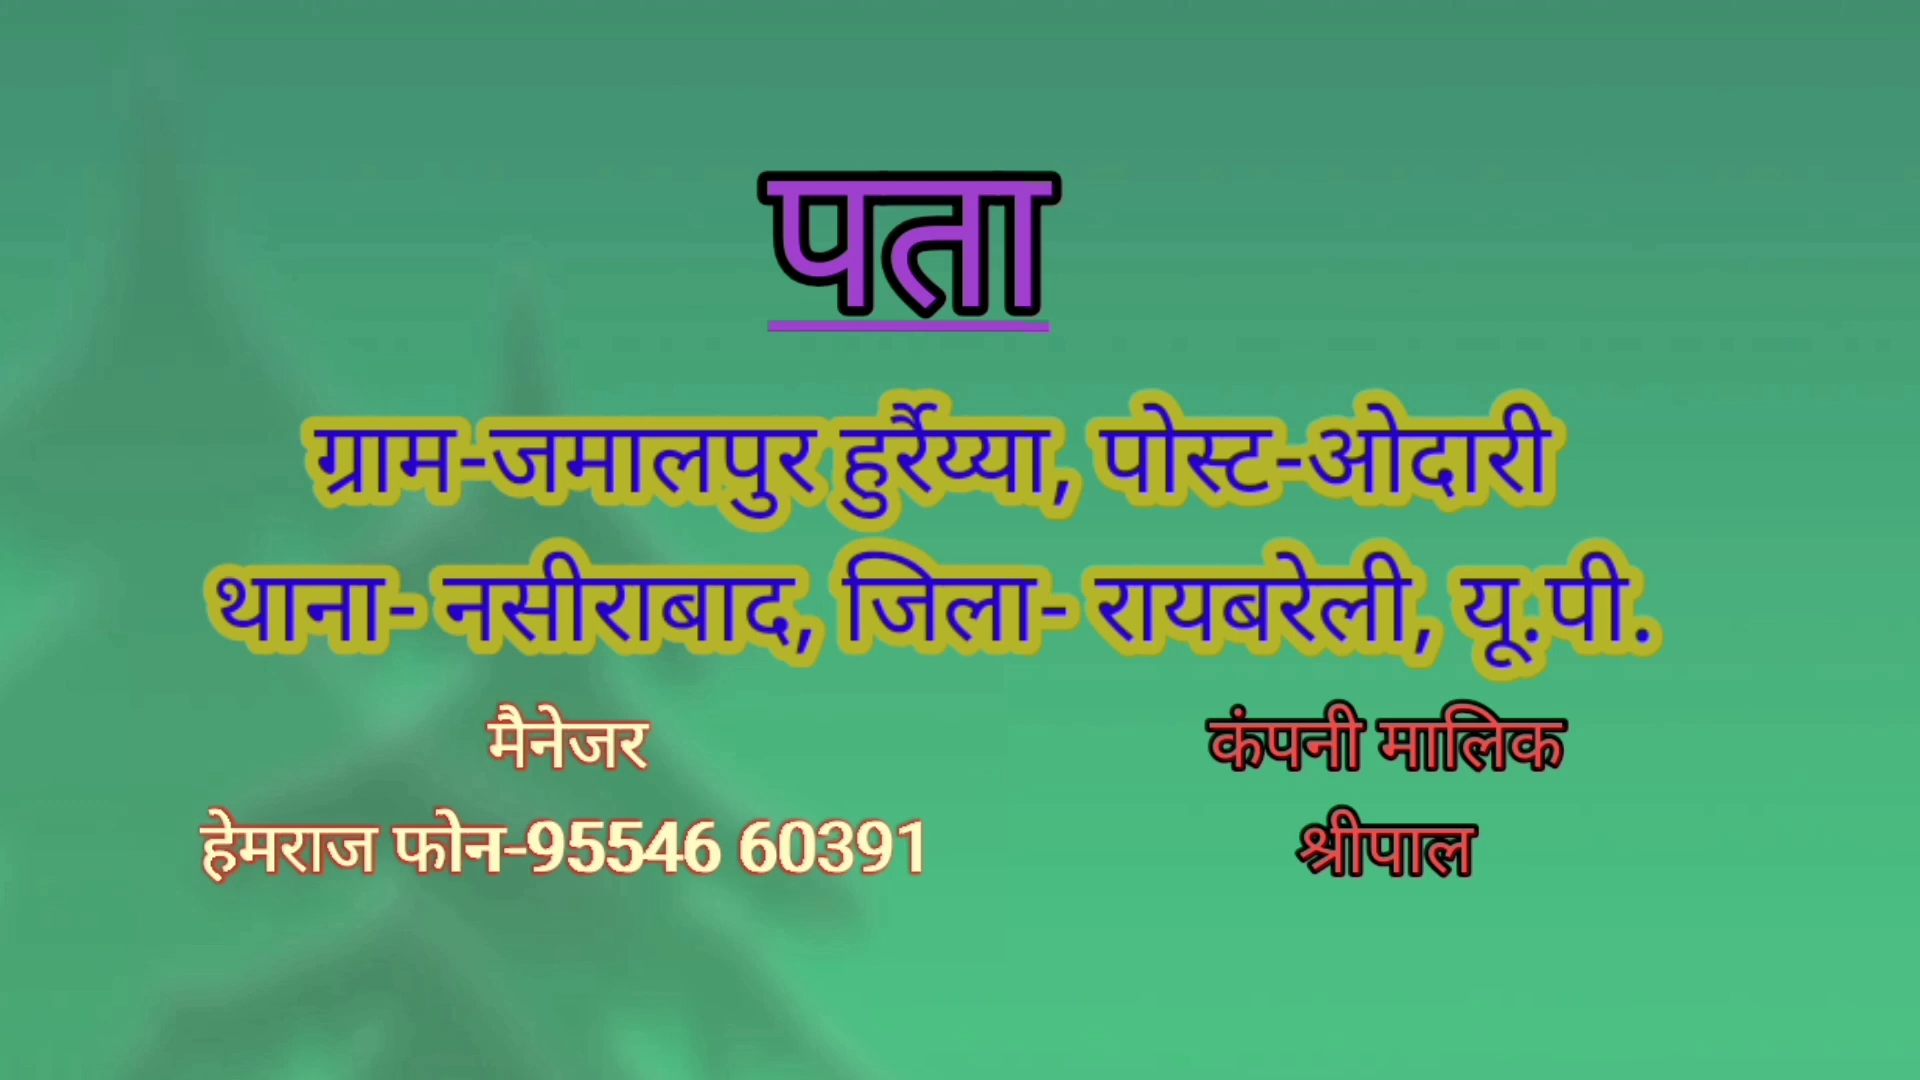 पता
ग्राम-जमालपुर हुर्रैय्या, पोस्ट-ओदारी
थाना- नसीराबाद, जिला- रायबरेली, यू.पी.
मैनेजर
हेमराज फोन-95546 60391
कंपनी मालिक
श्रीपाल